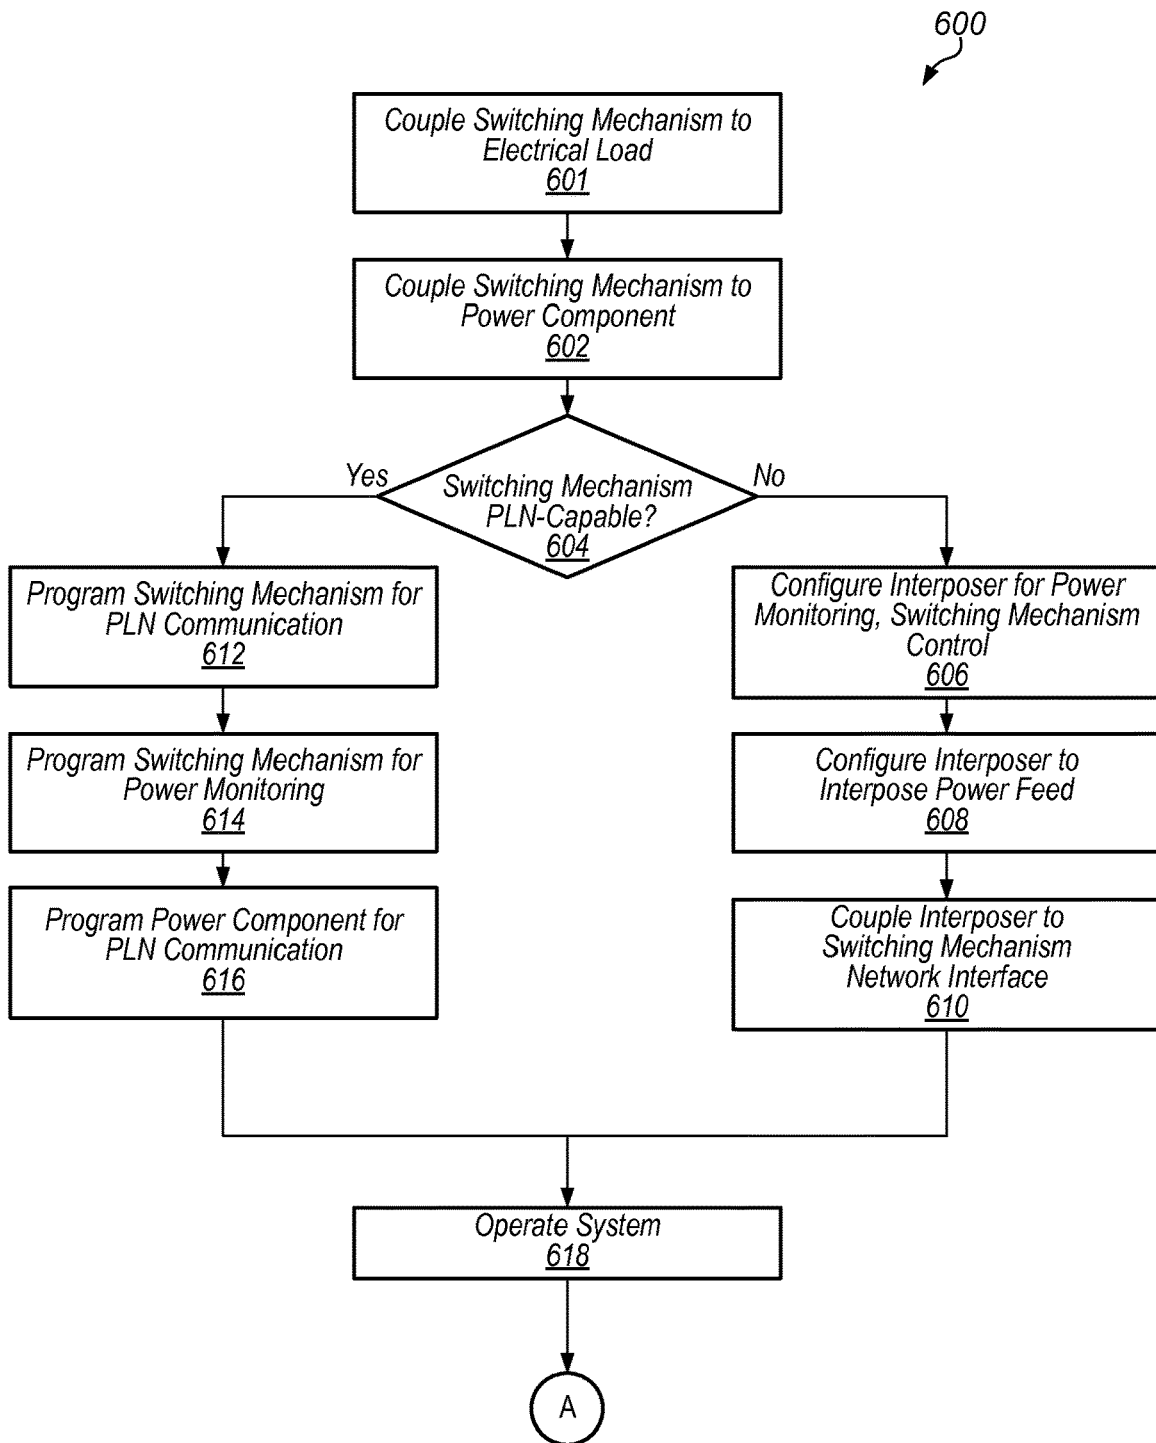 600
Couple Switching Mechanism to
Electrical Load
601
Couple Switching Mechanism to
Power Component
602
Yes
No
Switching Mechanism
PLN-Capable?
604
Program Switching Mechanism for
PLN Communication
612
Configure Interposer for Power
Monitoring, Switching Mechanism
Control
606
Program Switching Mechanism for
Power Monitoring
614
Configure Interposer to
Interpose Power Feed
608
Program Power Component for
PLN Communication
616
Couple Interposer to
Switching Mechanism
Network Interface
610
Operate System
618
A